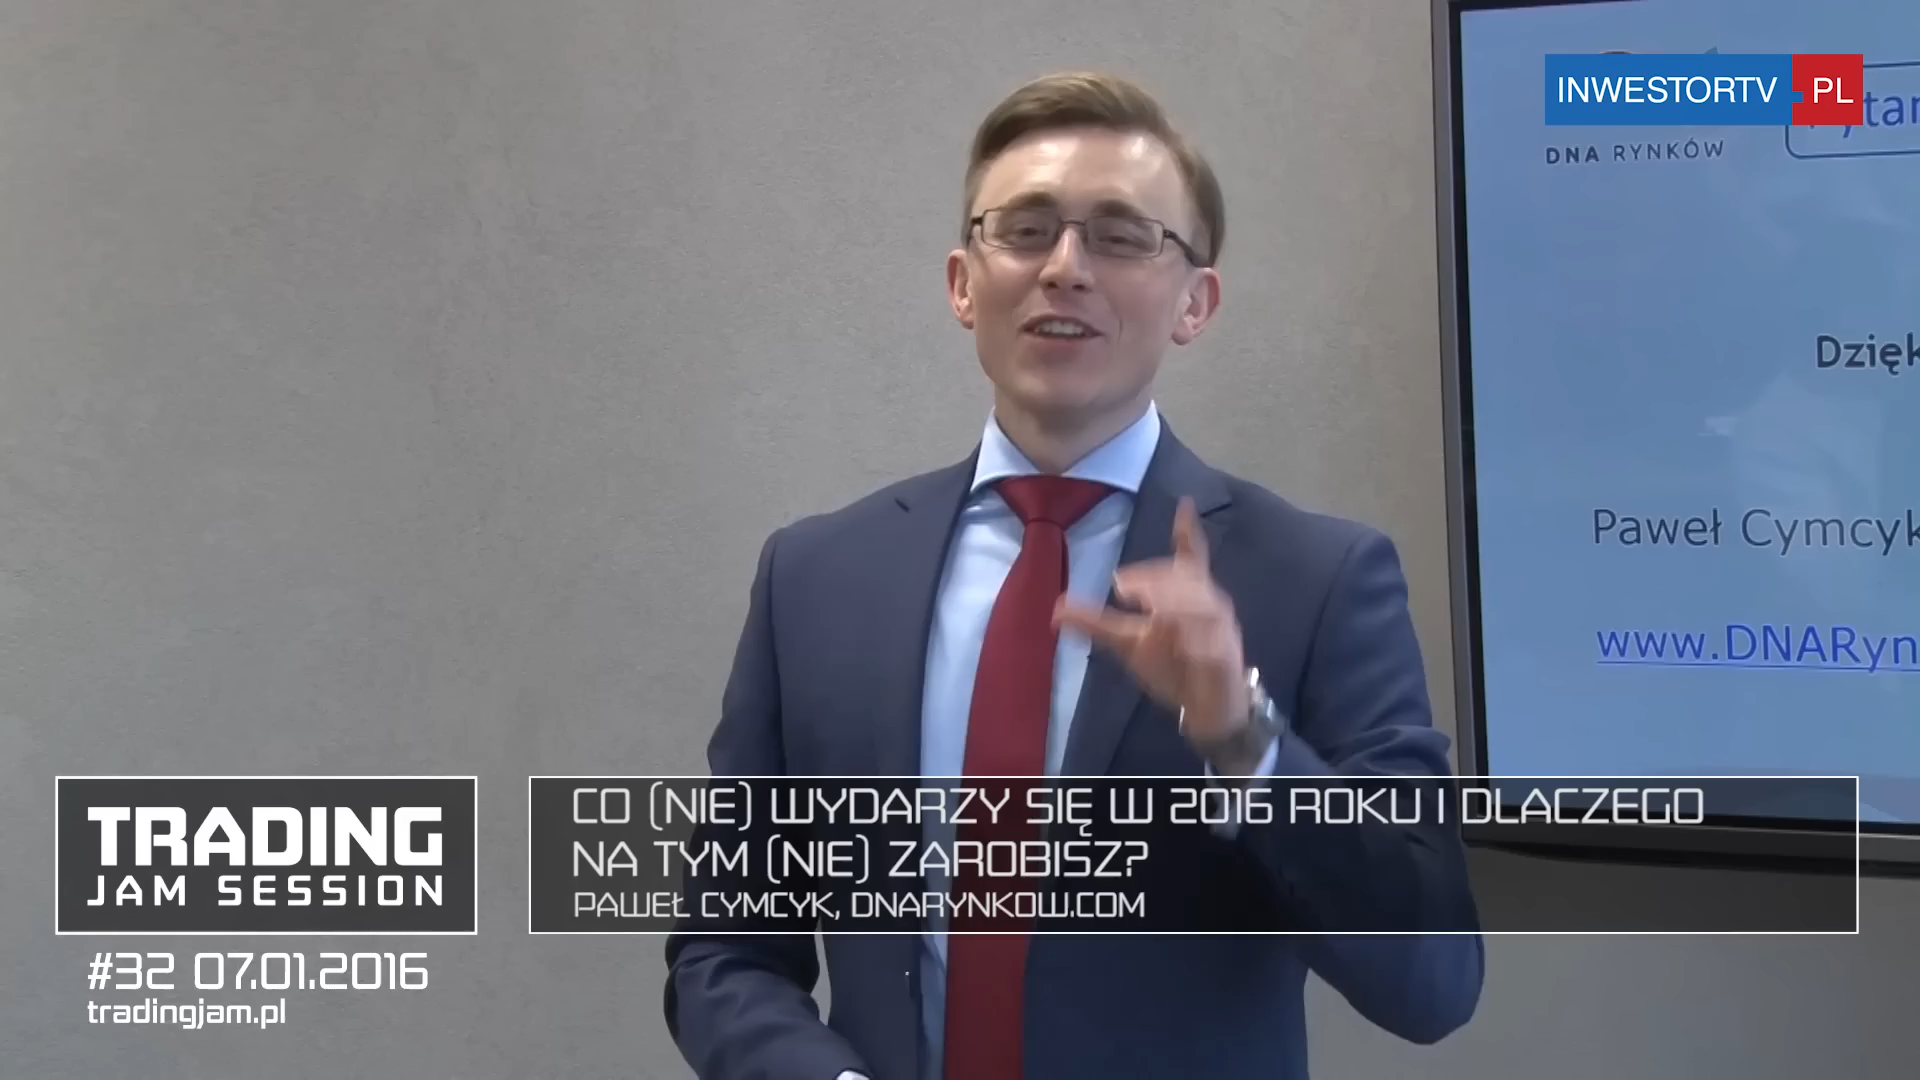 INWESTORTV.PL
DNA RYNKÓW
Paweł
www.
TRADING
JAM SESSION
#32 07.01.2016
tradingjam.pl
CO (NIE) WYDARZY SIĘ W 2016 ROKU I DLACZEGO
NA TYM (NIE) ZAROBISZ?
PAWEŁ CYMCYK, DNARYNKOW.COM